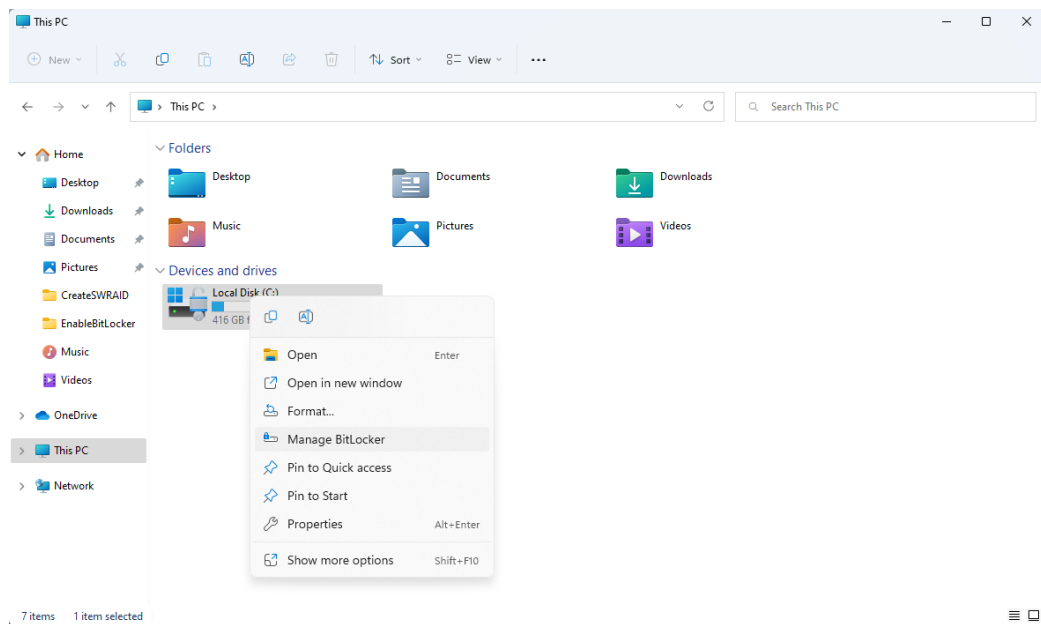 This PC
New
Sort
View
This PC
Search This PC
Home
Desktop
Downloads
Documents
Pictures
CreateSWRAID
EnableBitLocker
Music
Videos
OneDrive
This PC
Network
Folders
Desktop
Documents
Downloads
Music
Pictures
Videos
Devices and drives
Local Disk (C:)
416 GB
Open Enter
Open in new window
Format...
Manage BitLocker
Pin to Quick access
Pin to Start
Properties Alt+Enter
Show more options Shift+F10
7 items 1 item selected